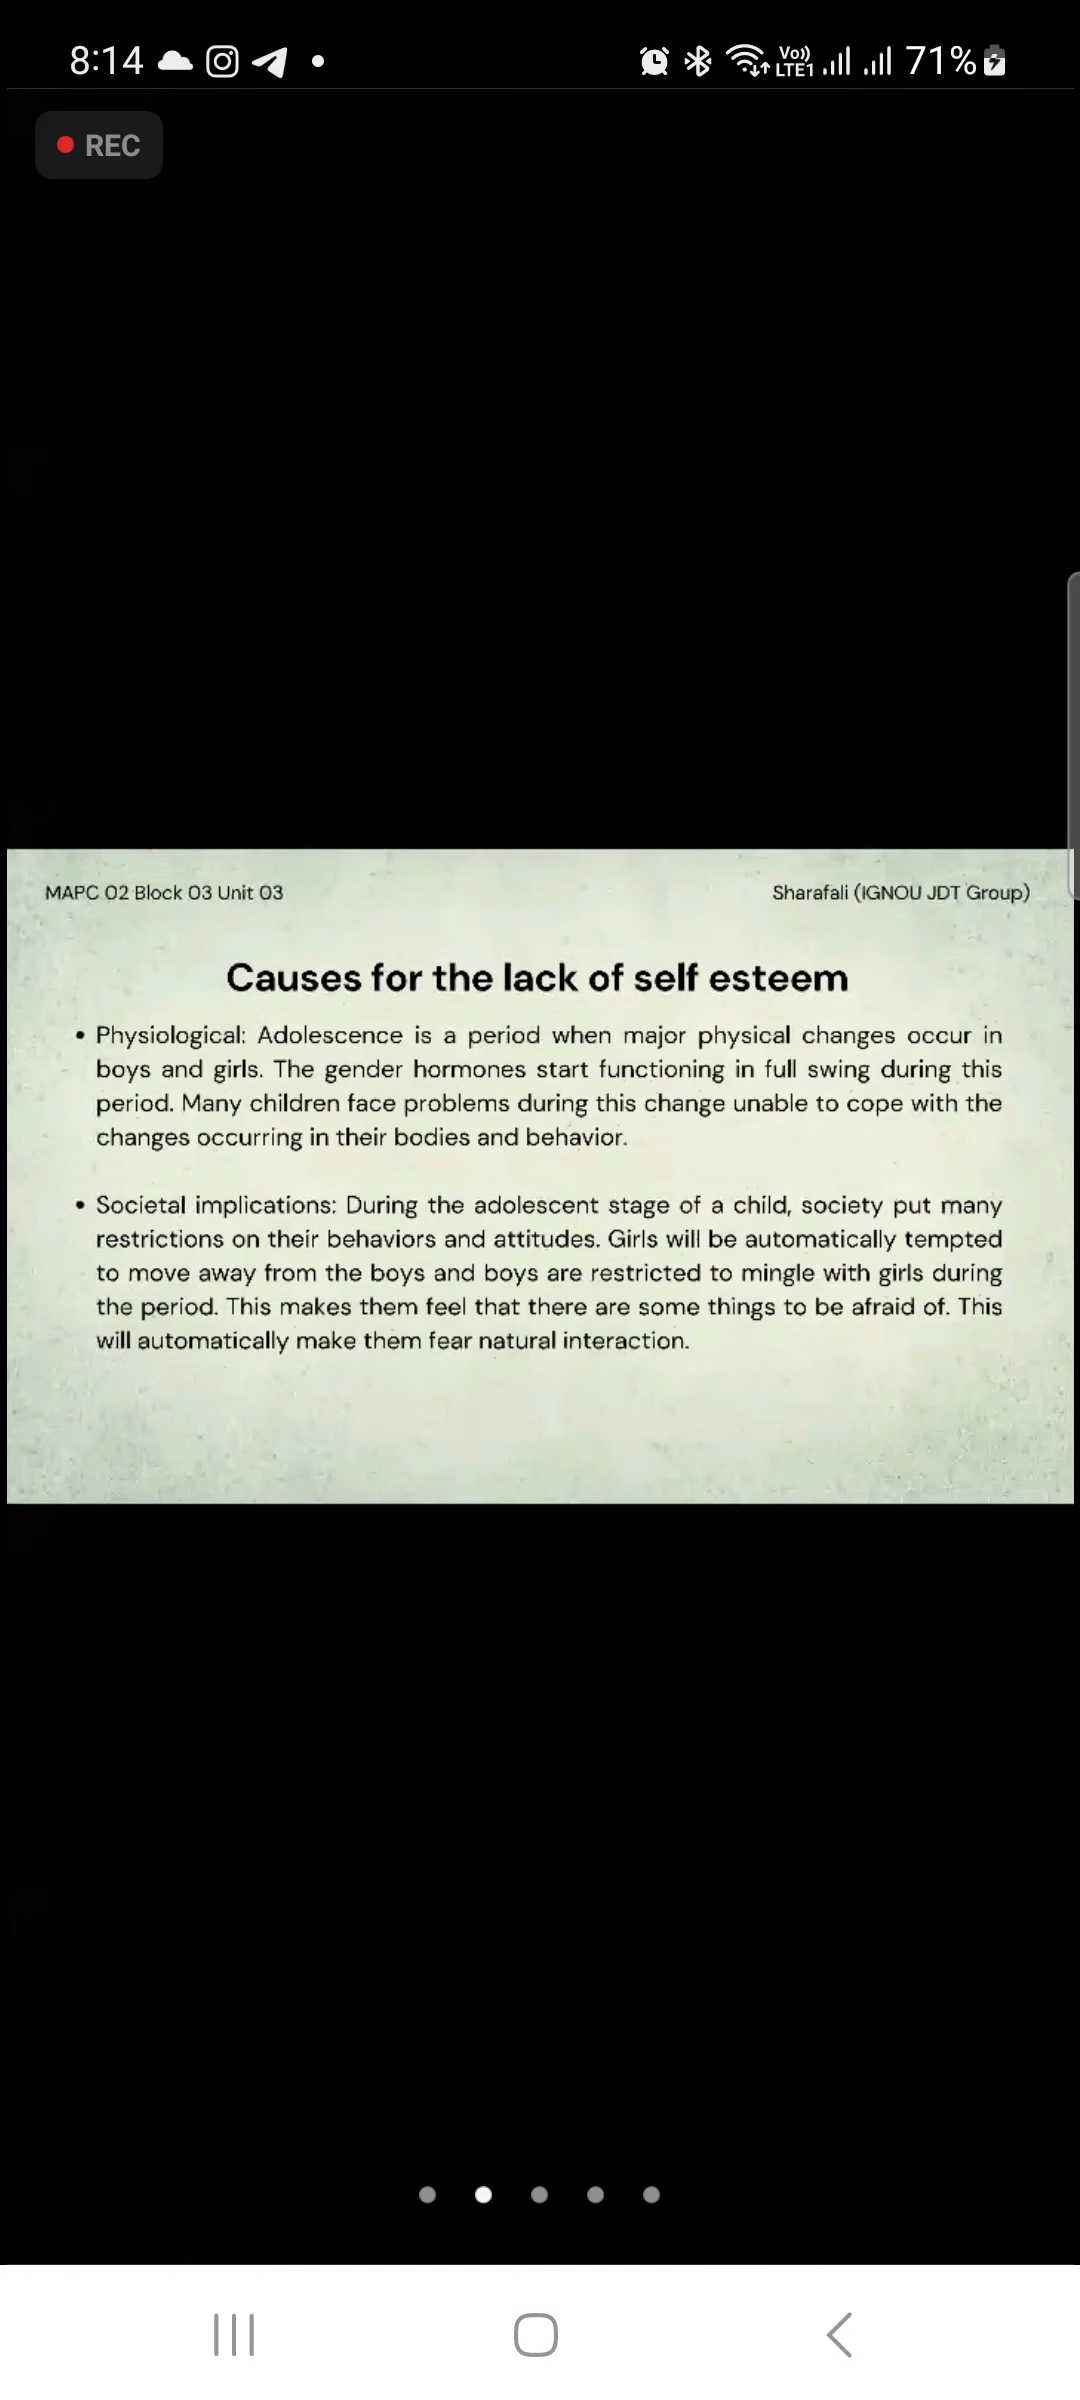 8:14
Vo)) LTE1 71%
REC
MAPC 02 Block 03 Unit 03
Sharafali (IGNOU JDT Group)
Causes for the lack of self esteem
• Physiological: Adolescence is a period when major physical changes occur in
boys and girls. The gender hormones start functioning in full swing during this
period. Many children face problems during this change unable to cope with the
changes occurring in their bodies and behavior.
• Societal implications: During the adolescent stage of a child, society put many
restrictions on their behaviors and attitudes. Girls will be automatically tempted
to move away from the boys and boys are restricted to mingle with girls during
the period. This makes them feel that there are some things to be afraid of. This
will automatically make them fear natural interaction.